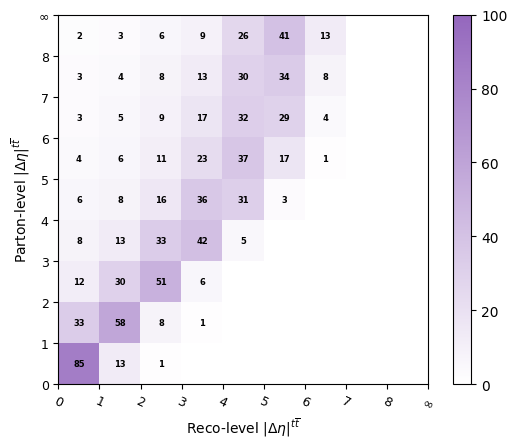 ∞ 2 3 6 9 26 41 13 100
8 3 4 8 13 30 34 8
7 3 5 9 17 32 29 4 80
6 4 6 11 23 37 17 1 60
5 6 8 16 36 31 3
4 8 13 33 42 5 40
3 12 30 51 6
2 33 58 8 1 20
1 85 13 1
0 0
0 1 2 3 4 5 6 7 8 ∞
Parton-level |Δη|^{tt̅}
Reco-level |Δη|^{tt̅}